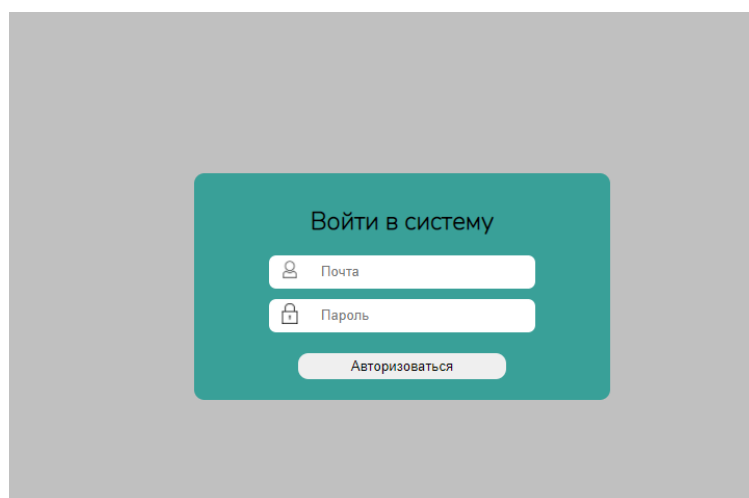 Войти в систему
Почта
Пароль
Авторизоваться